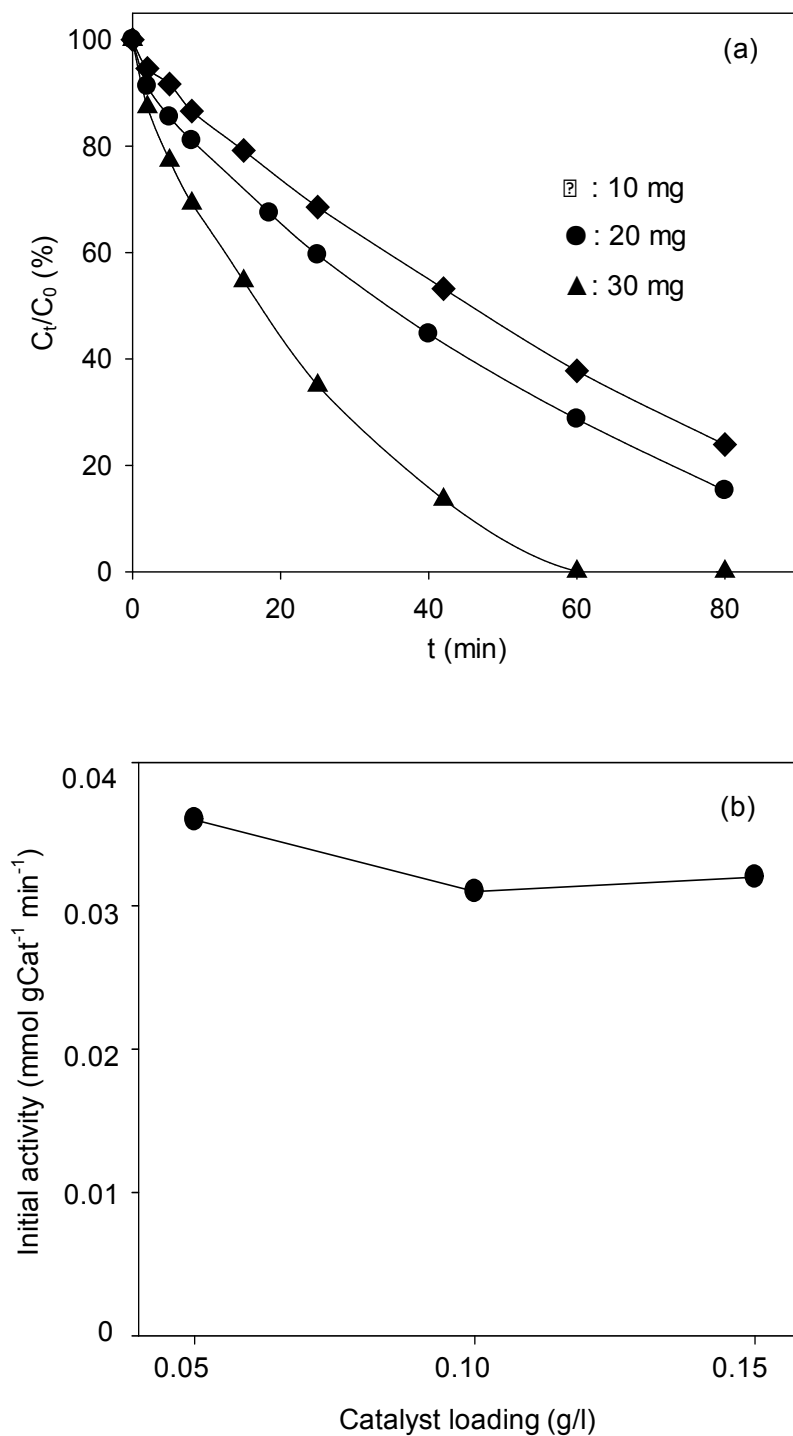 (a)
100
80
60
40
20
0
Cₜ/C₀ (%)
: 10 mg
: 20 mg
: 30 mg
0 20 40 60 80
t (min)
(b)
0.04
0.03
0.02
0.01
0
Initial activity (mmol gCat⁻¹ min⁻¹)
0.05 0.10 0.15
Catalyst loading (g/l)